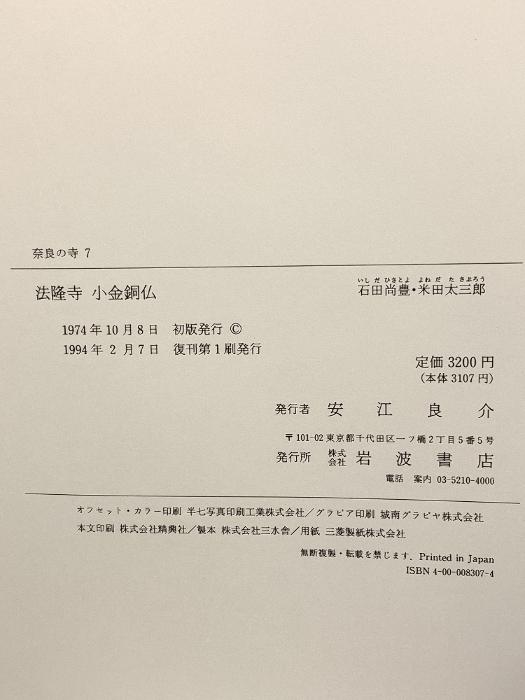 奈良の寺 7
いしだひさとよ よねだたさぶろう
法隆寺 小金銅仏 石田尚豊・米田太三郎
1974年10月8日 初版発行 ©
1994年 2月7日 復刊第1刷発行
定価 3200円
(本体 3107円)
発行者 安江良介
〒101-02 東京都千代田区一ツ橋2丁目5番5号
発行所 株式会社 岩波書店
電話 案内 03-5210-4000
オフセット・カラー印刷 半七写真印刷工業株式会社／グラビア印刷 城南グラビヤ株式会社
本文印刷 株式会社精興社／製本 株式会社三水舎／用紙 三菱製紙株式会社
無断複製・転載を禁じます. Printed in Japan
ISBN 4-00-008307-4